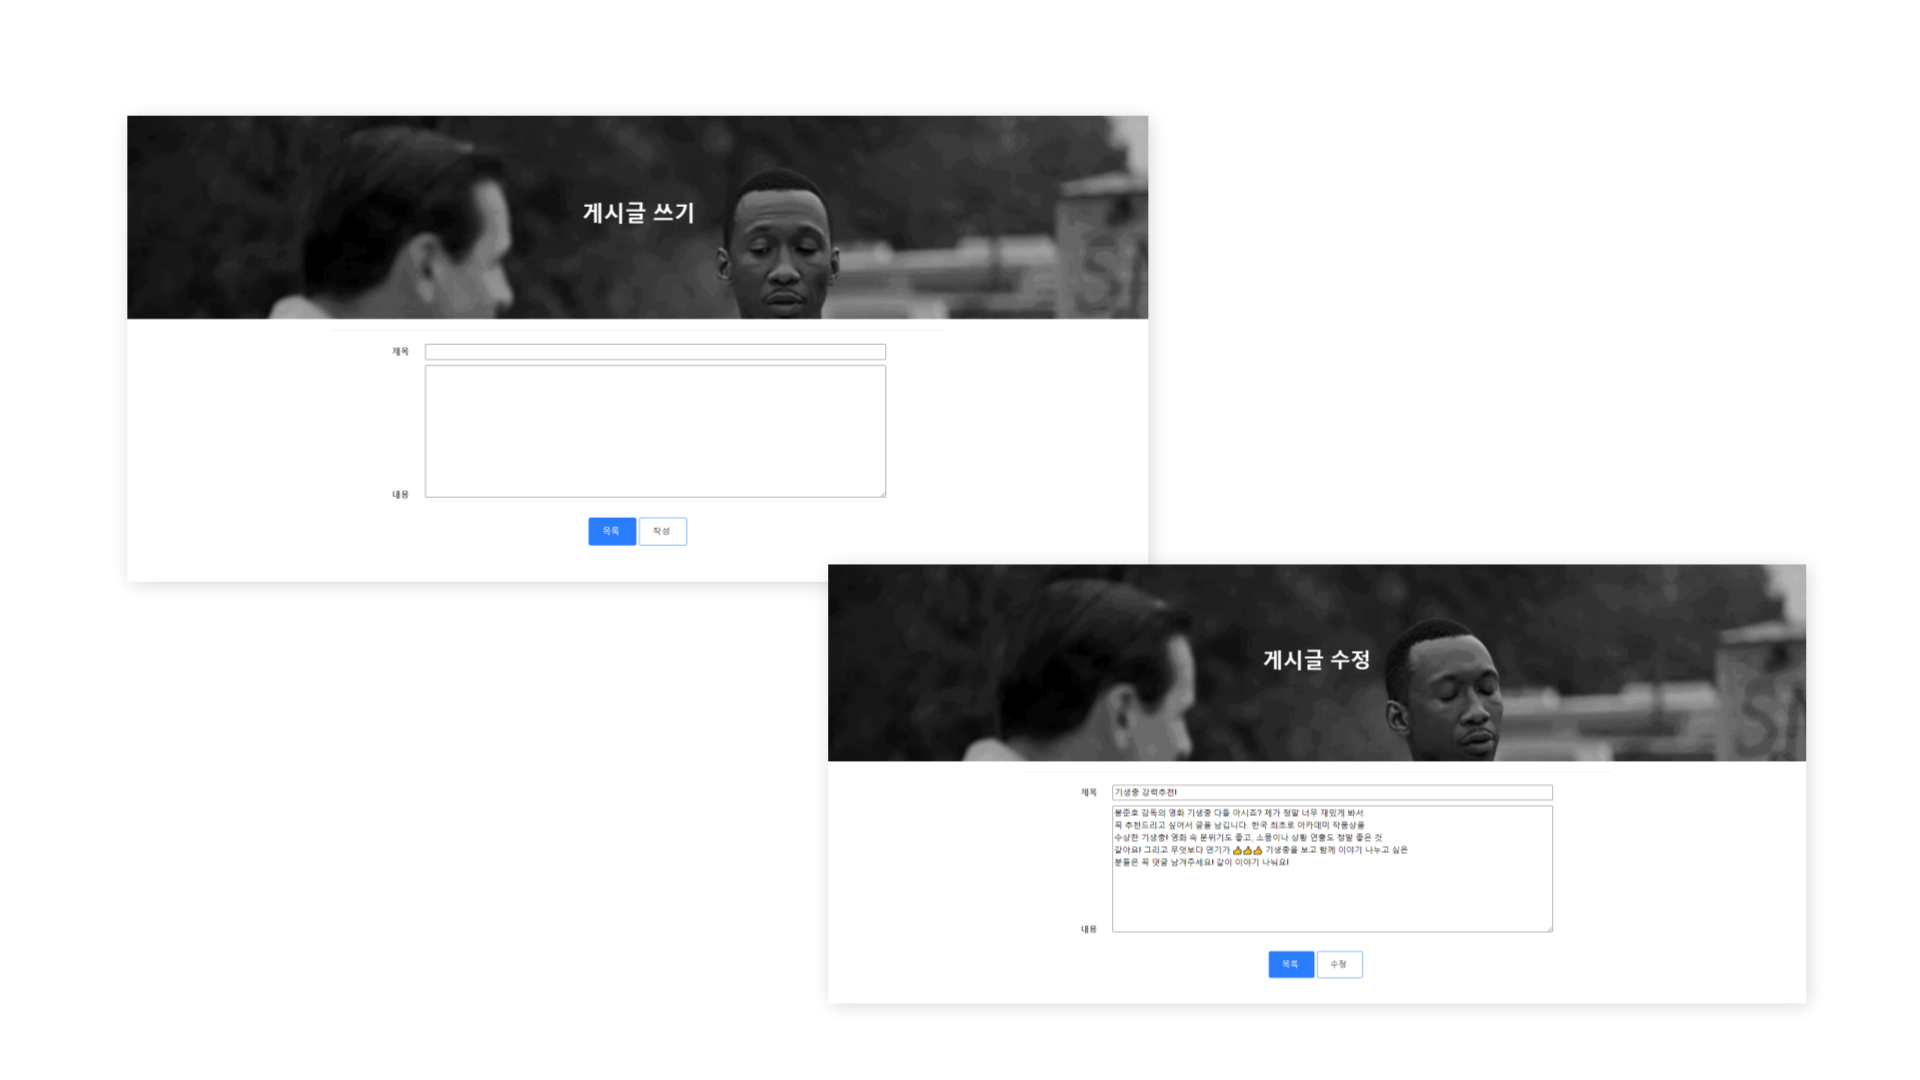 게시글 쓰기
제목
내용
목록 작성
게시글 수정
제목 기생충 강력추천!
봉준호 감독의 영화 기생충 다들 아시죠? 제가 정말 너무 재밌게 봐서
꼭 추천드리고 싶어서 글을 남깁니다. 한국 최초로 아카데미 작품상을
수상한 기생충! 영화 속 분위기도 좋고, 소품이나 상황 연출도 정말 좋은 것
같아요! 그리고 무엇보다 연기가 👍👍👍 기생충을 보고 함께 이야기 나누고 싶은
분들은 꼭 댓글 남겨주세요! 같이 이야기 나눠요!
내용
목록 수정